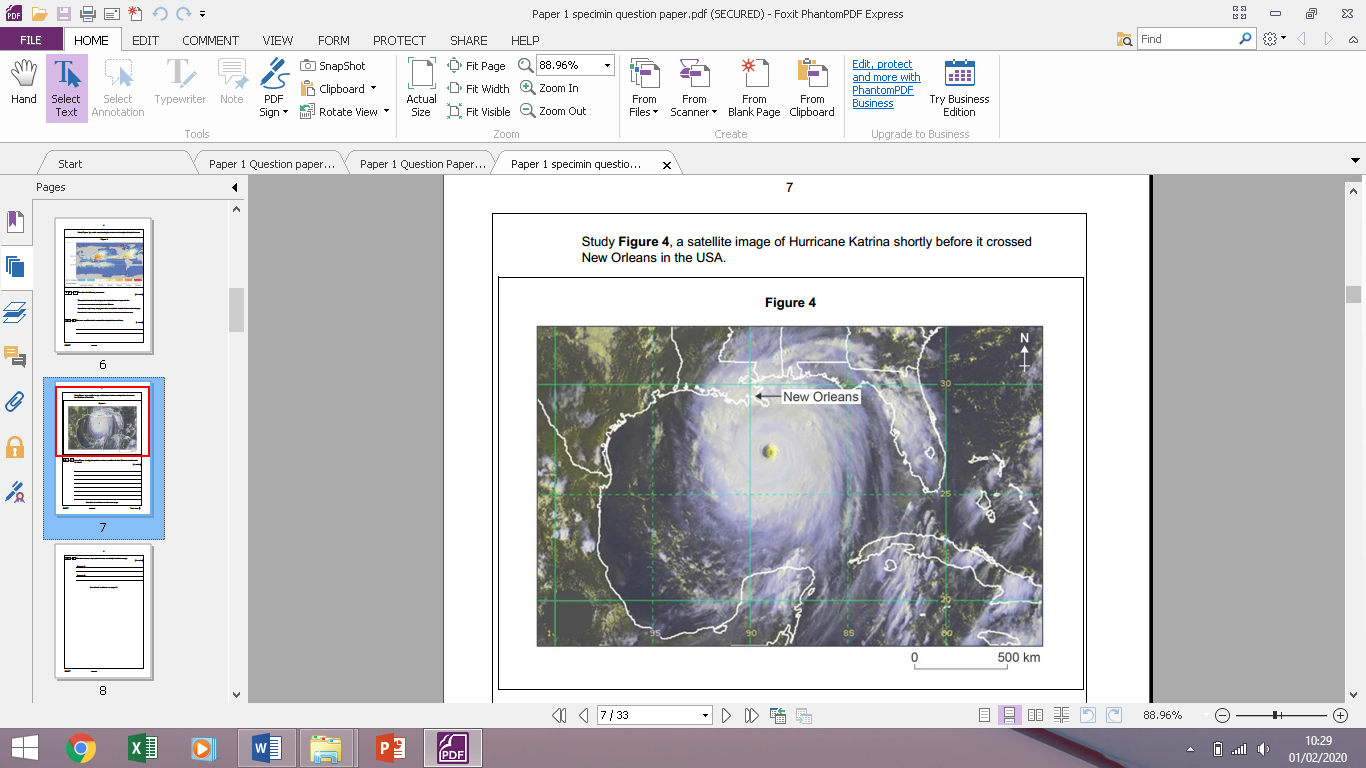 Paper 1 specimin question paper.pdf (SECURED) - Foxit PhantomPDF Express
FILE HOME EDIT COMMENT VIEW FORM PROTECT SHARE HELP
Find
Hand
Select Text
Select Annotation
Typewriter
Note
PDF Sign
SnapShot
Clipboard
Rotate View
Tools
Actual Size
Fit Page
Fit Width
Fit Visible
88.96%
Zoom In
Zoom Out
Zoom
From Files
From Scanner
From Blank Page
From Clipboard
Create
Edit, protect
and more with
PhantomPDF
Business
Try Business Edition
Upgrade to Business
Start
Paper 1 Question paper...
Paper 1 Question Paper...
Paper 1 specimin questio...
Pages
6
7
8
7
Study Figure 4, a satellite image of Hurricane Katrina shortly before it crossed
New Orleans in the USA.
Figure 4
N
30
New Orleans
25
20
95 90 85 80
0 500 km
7 / 33
88.96%
PDF
10:29
01/02/2020